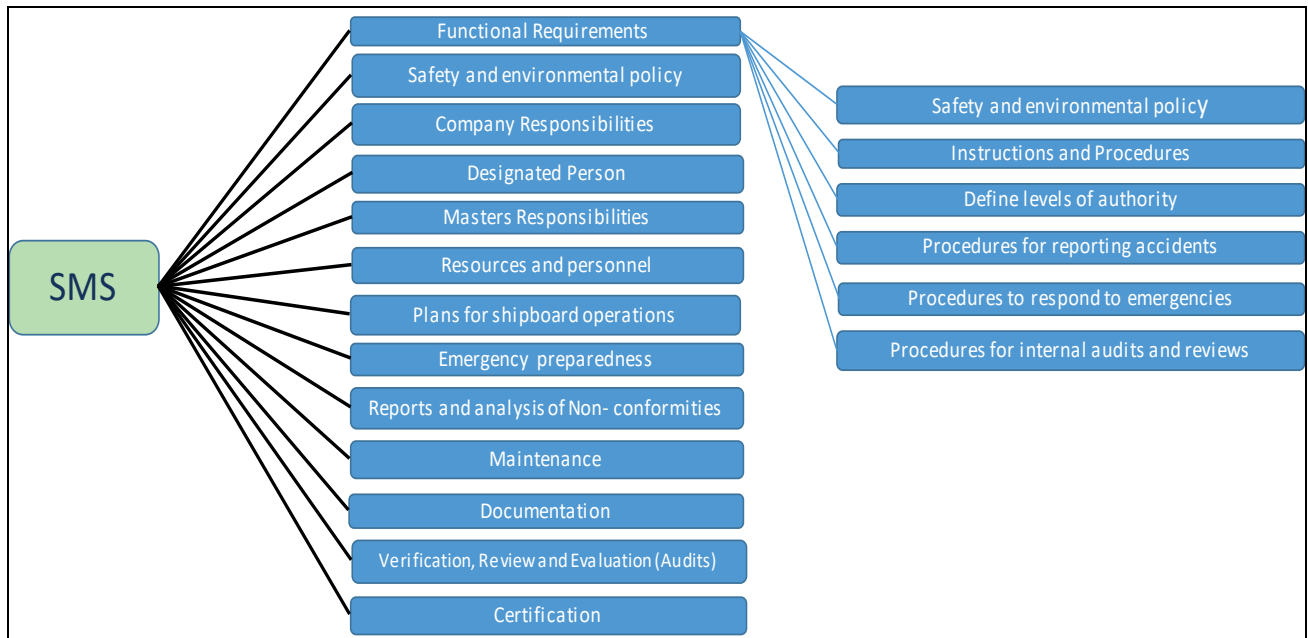 SMS
Functional Requirements
Safety and environmental policy
Company Responsibilities
Designated Person
Masters Responsibilities
Resources and personnel
Plans for shipboard operations
Emergency preparedness
Reports and analysis of Non- conformities
Maintenance
Documentation
Verification, Review and Evaluation (Audits)
Certification
Safety and environmental policy
Instructions and Procedures
Define levels of authority
Procedures for reporting accidents
Procedures to respond to emergencies
Procedures for internal audits and reviews